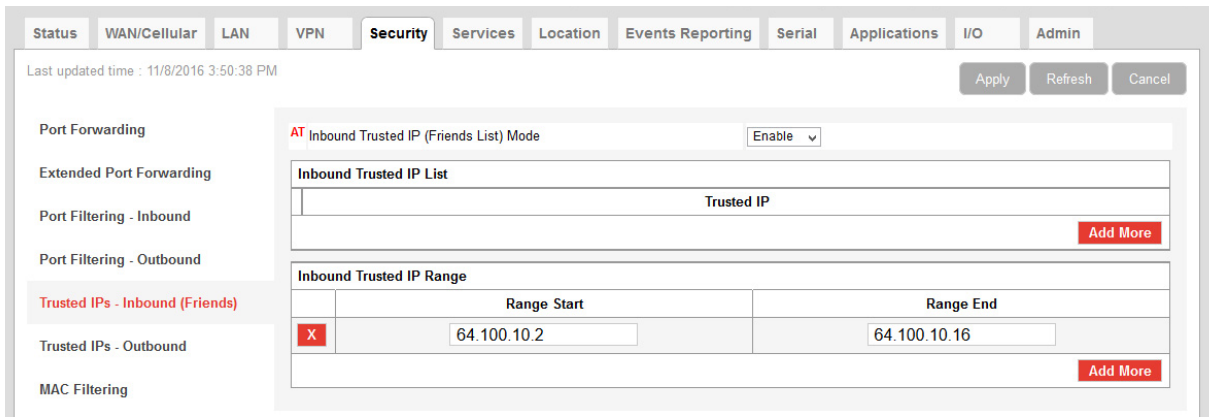 Status WAN/Cellular LAN VPN Security Services Location Events Reporting Serial Applications I/O Admin
Last updated time : 11/8/2016 3:50:38 PM
Apply Refresh Cancel
Port Forwarding
Extended Port Forwarding
Port Filtering - Inbound
Port Filtering - Outbound
Trusted IPs - Inbound (Friends)
Trusted IPs - Outbound
MAC Filtering
AT Inbound Trusted IP (Friends List) Mode Enable
Inbound Trusted IP List
Trusted IP
Add More
Inbound Trusted IP Range
Range Start Range End
X 64.100.10.2 64.100.10.16
Add More